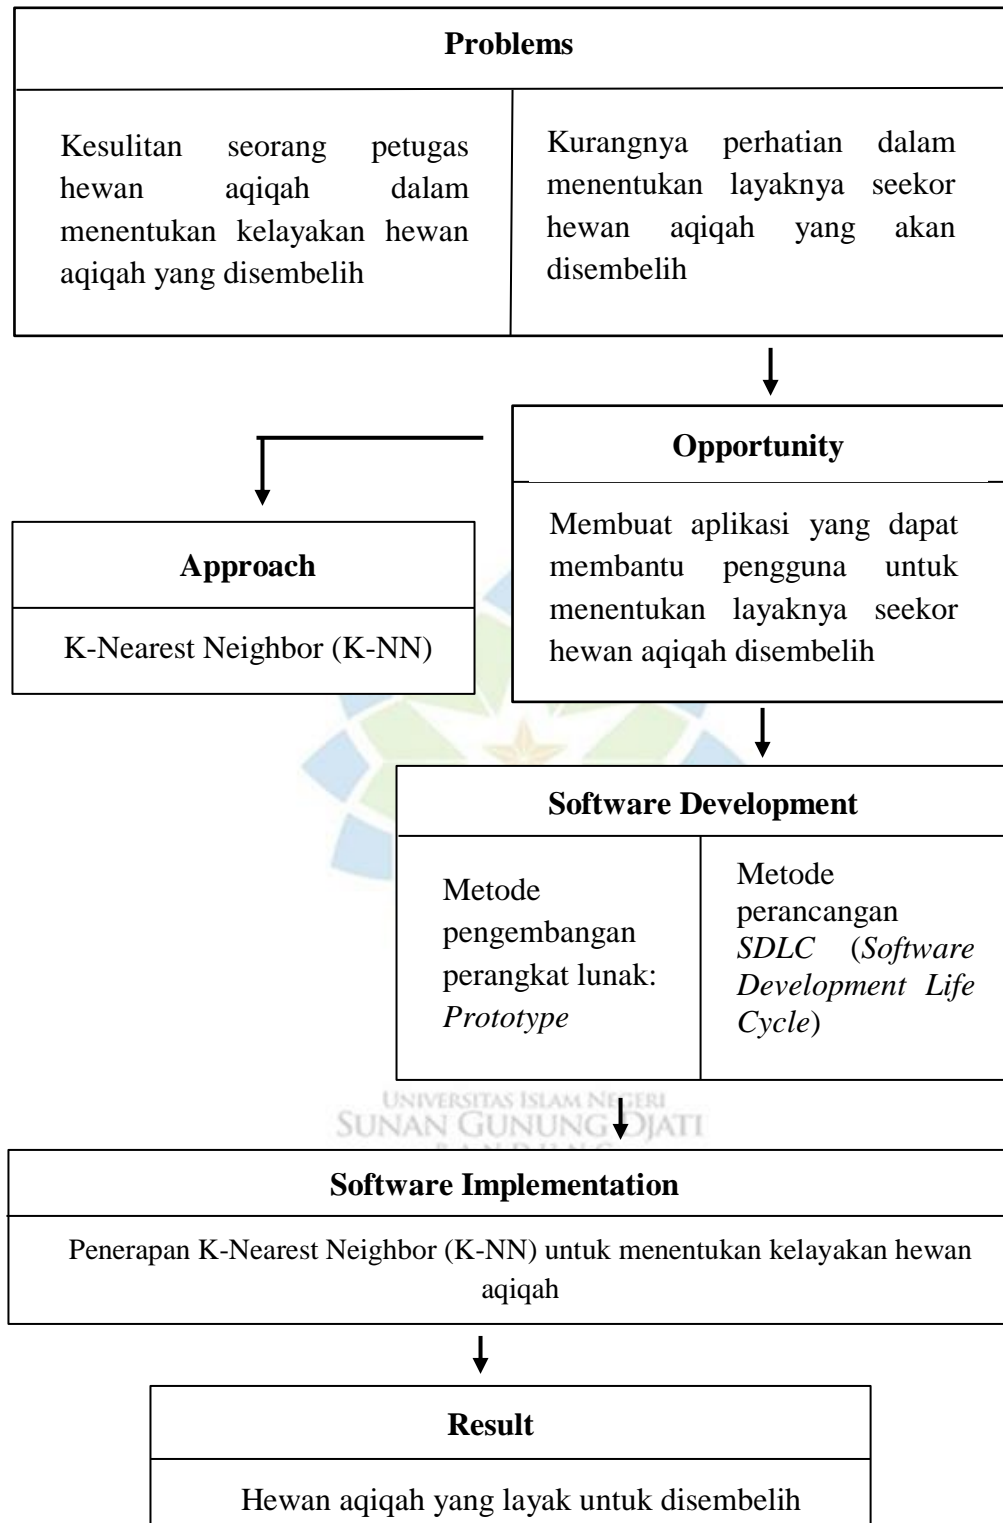 Problems
Kesulitan seorang petugas
hewan aqiqah dalam
menentukan kelayakan hewan
aqiqah yang disembelih
Kurangnya perhatian dalam
menentukan layaknya seekor
hewan aqiqah yang akan
disembelih
Opportunity
Membuat aplikasi yang dapat
membantu pengguna untuk
menentukan layaknya seekor
hewan aqiqah disembelih
Approach
K-Nearest Neighbor (K-NN)
Software Development
Metode
pengembangan
perangkat lunak:
Prototype
Metode
perancangan
SDLC (Software
Development Life
Cycle)
UNIVERSITAS ISLAM NEGERI
SUNAN GUNUNG DJATI
Software Implementation
Penerapan K-Nearest Neighbor (K-NN) untuk menentukan kelayakan hewan
aqiqah
Result
Hewan aqiqah yang layak untuk disembelih